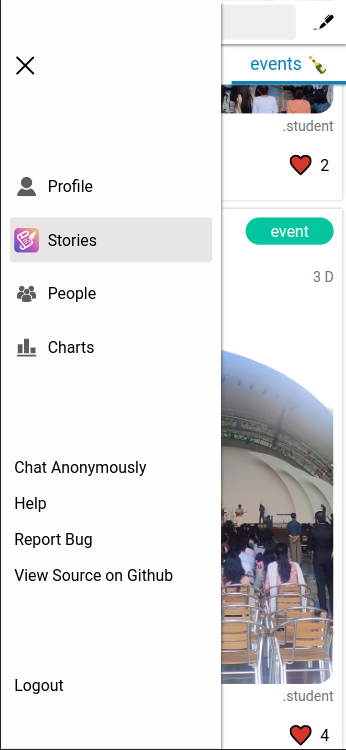 events 🍾
.student
2
Profile
Stories
event
3 D
People
Charts
Chat Anonymously
Help
Report Bug
View Source on Github
Logout
.student
4